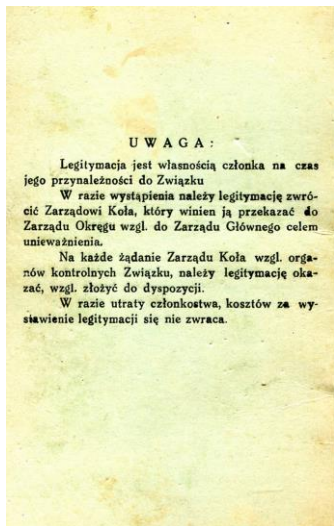 UWAGA:
Legitymacja jest własnością członka na czas
jego przynależności do Związku
W razie wystąpienia należy legitymację zwró-
cić Zarządowi Koła, który winien ją przekazać do
Zarządu Okręgu wzgl. do Zarządu Głównego celem
unieważnienia.
Na każde żądanie Zarządu Koła wzgl. orga-
nów kontrolnych Związku, należy legitymację oka-
zać, wzgl. złożyć do dyspozycji.
W razie utraty członkostwa, kosztów za wy-
stawienie legitymacji się nie zwraca.